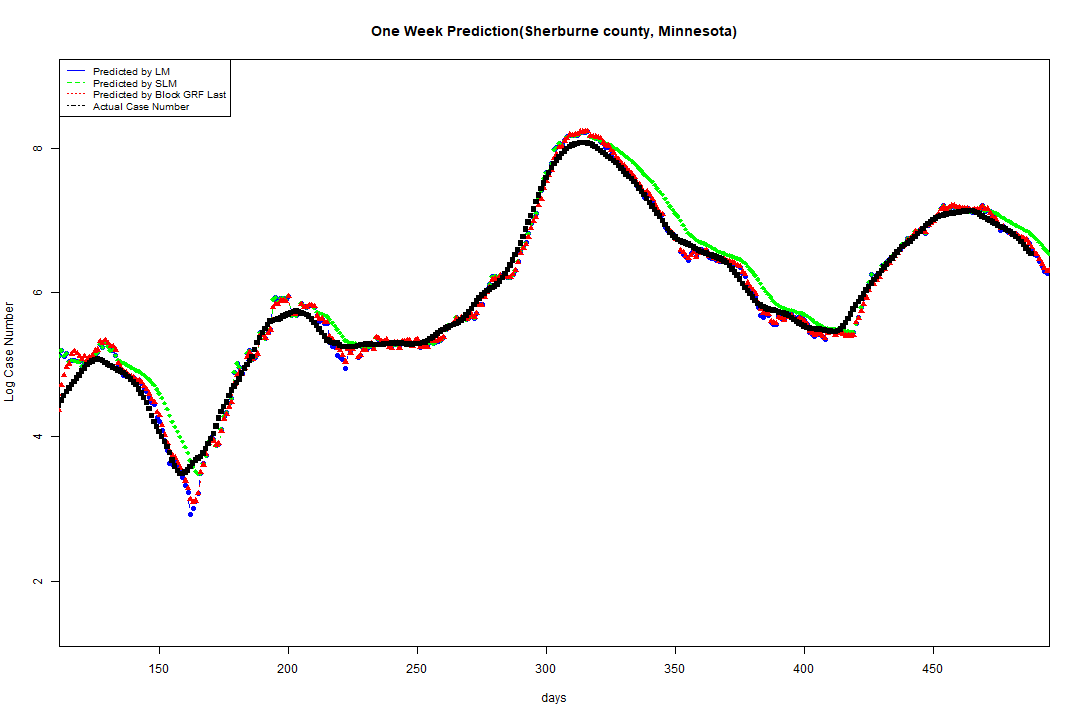 One Week Prediction(Sherburne county, Minnesota)
Predicted by LM
Predicted by SLM
Predicted by Block GRF Last
Actual Case Number
8
6
4
2
Log Case Number
150 200 250 300 350 400 450
days